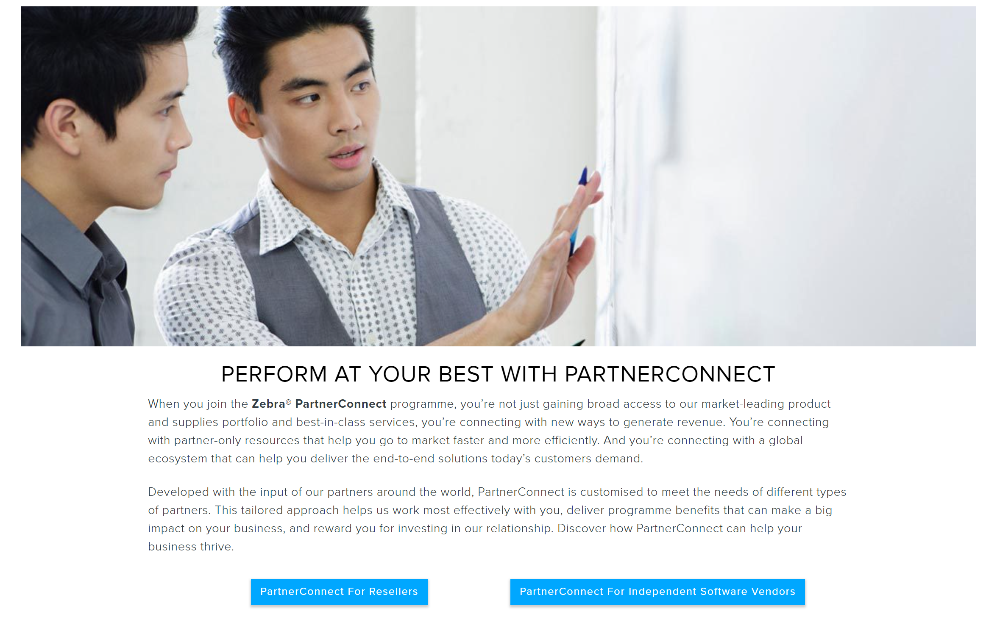 PERFORM AT YOUR BEST WITH PARTNERCONNECT
When you join the Zebra® PartnerConnect programme, you’re not just gaining broad access to our market-leading product
and supplies portfolio and best-in-class services, you’re connecting with new ways to generate revenue. You’re connecting
with partner-only resources that help you go to market faster and more efficiently. And you’re connecting with a global
ecosystem that can help you deliver the end-to-end solutions today’s customers demand.
Developed with the input of our partners around the world, PartnerConnect is customised to meet the needs of different types
of partners. This tailored approach helps us work most effectively with you, deliver programme benefits that can make a big
impact on your business, and reward you for investing in our relationship. Discover how PartnerConnect can help your
business thrive.
PartnerConnect For Resellers
PartnerConnect For Independent Software Vendors